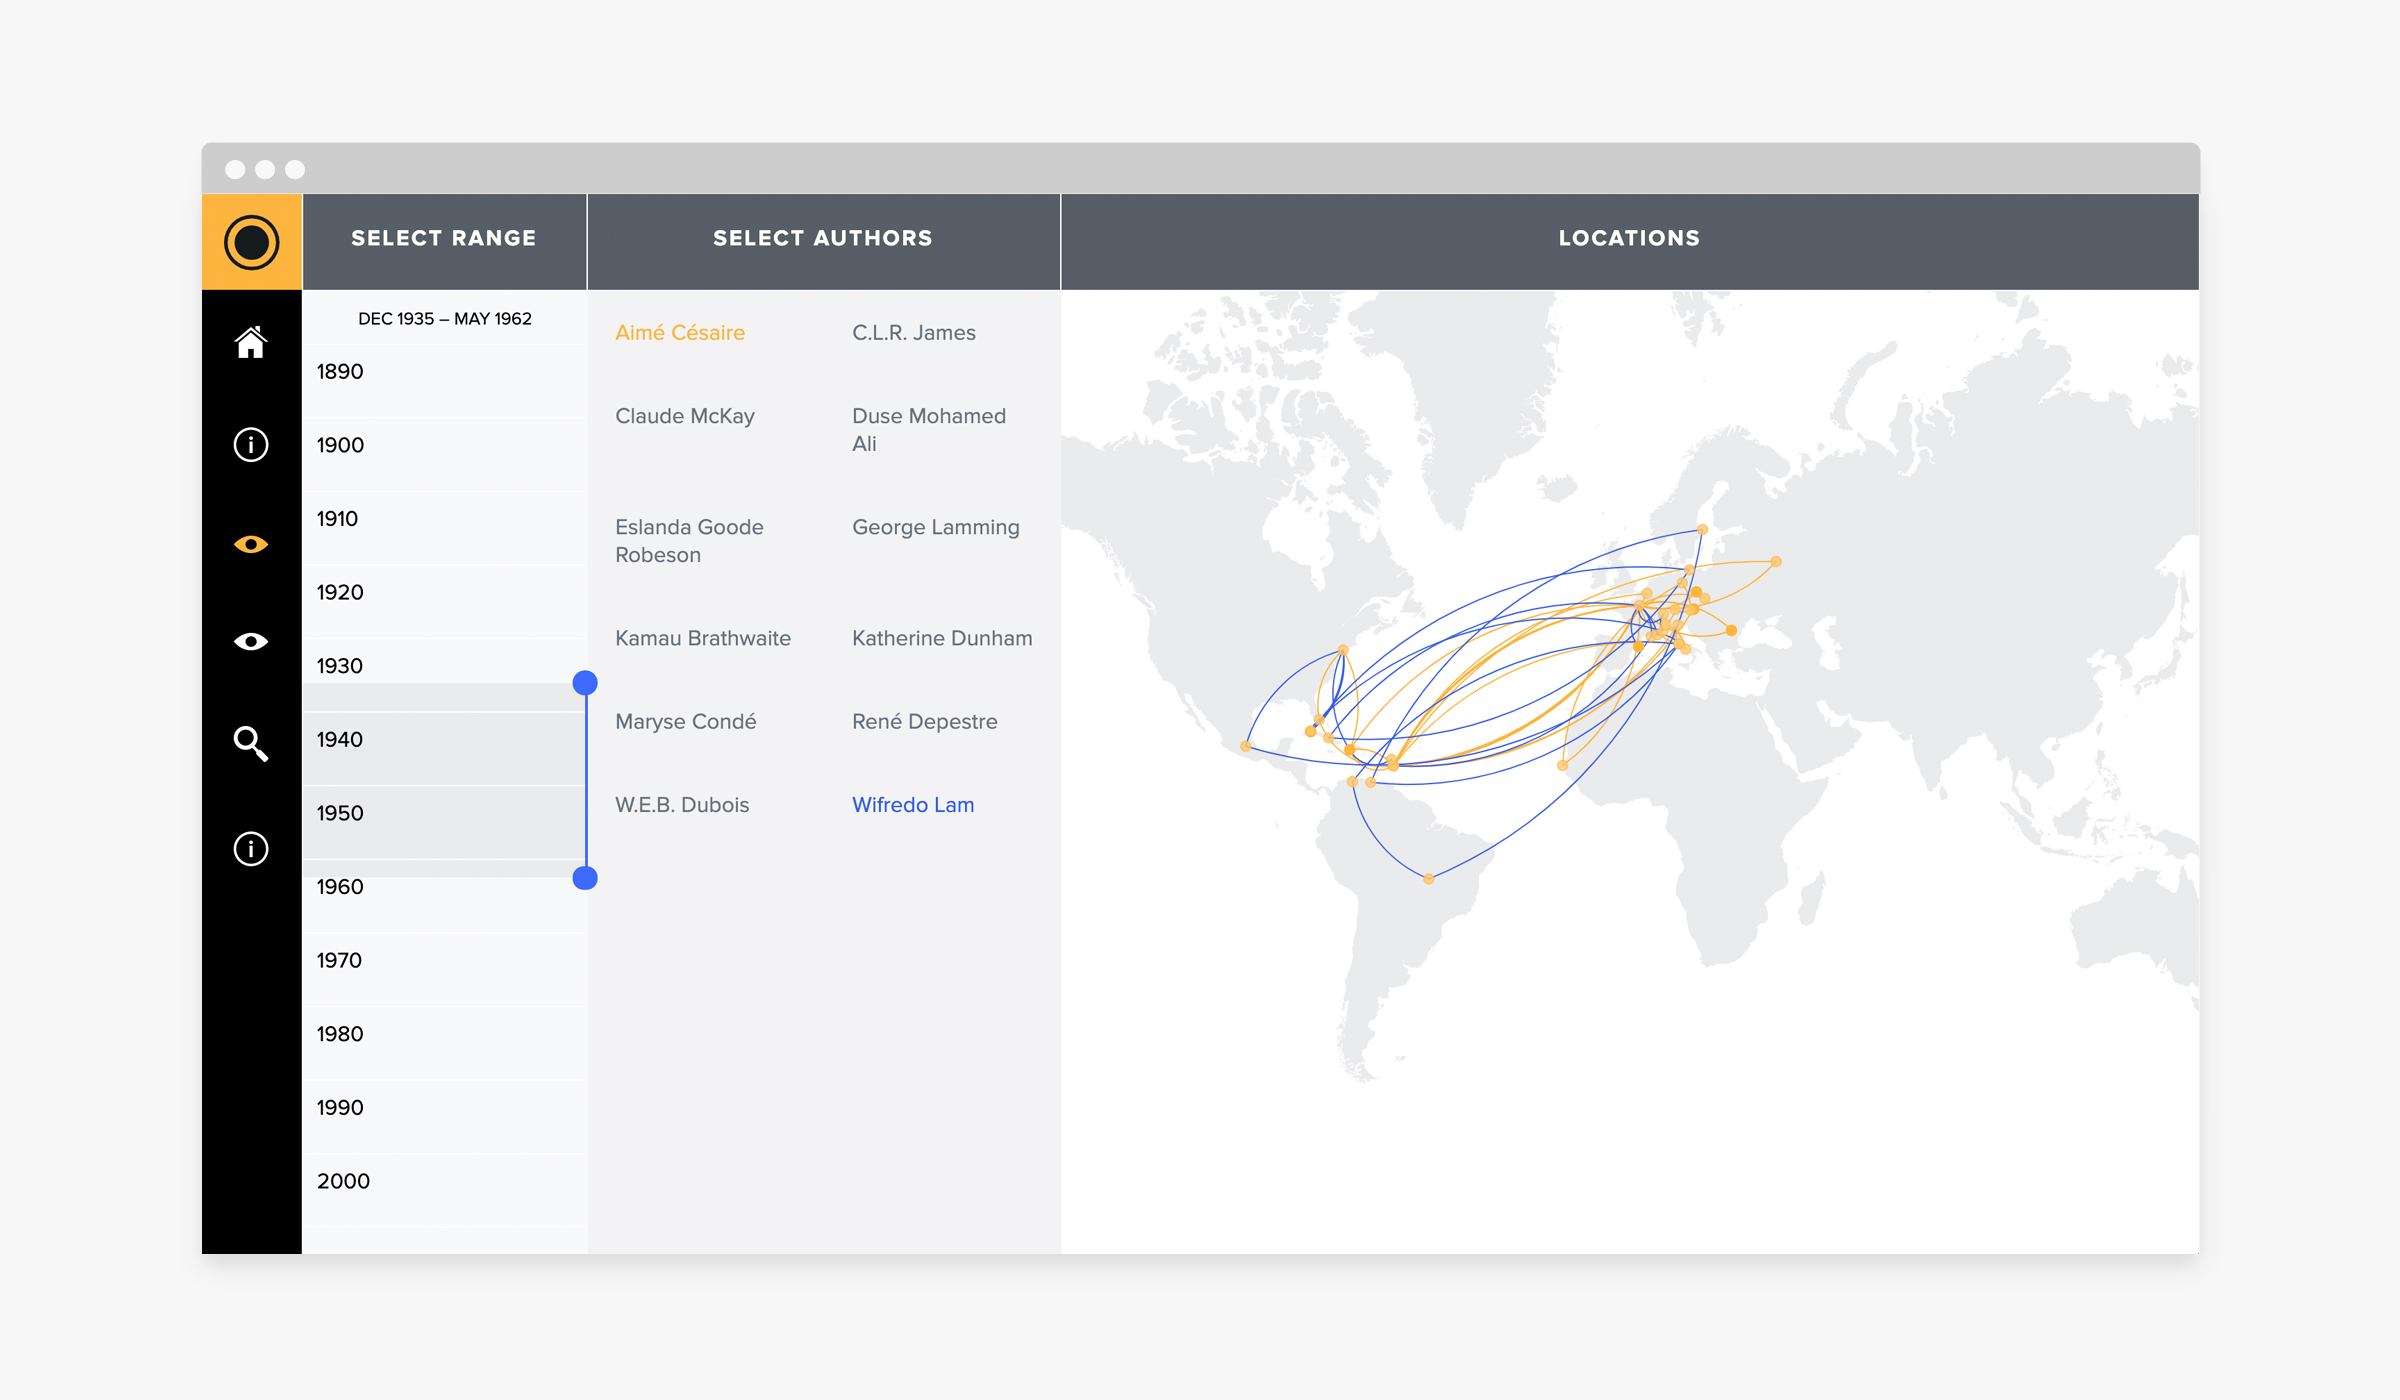 SELECT RANGE
SELECT AUTHORS
LOCATIONS
DEC 1935 – MAY 1962
1890
1900
1910
1920
1930
1940
1950
1960
1970
1980
1990
2000
Aimé Césaire
C.L.R. James
Claude McKay
Duse Mohamed
Ali
Eslanda Goode
Robeson
George Lamming
Kamau Brathwaite
Katherine Dunham
Maryse Condé
René Depestre
W.E.B. Dubois
Wifredo Lam